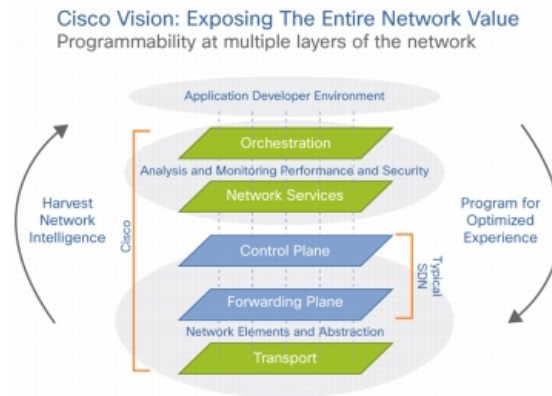 Cisco Vision: Exposing The Entire Network Value
Programmability at multiple layers of the network
Application Developer Environment
Orchestration
Analysis and Monitoring Performance and Security
Network Services
Harvest
Network
Intelligence
Cisco
Program for
Optimized
Experience
Control Plane
Typical
SDN
Forwarding Plane
Network Elements and Abstraction
Transport